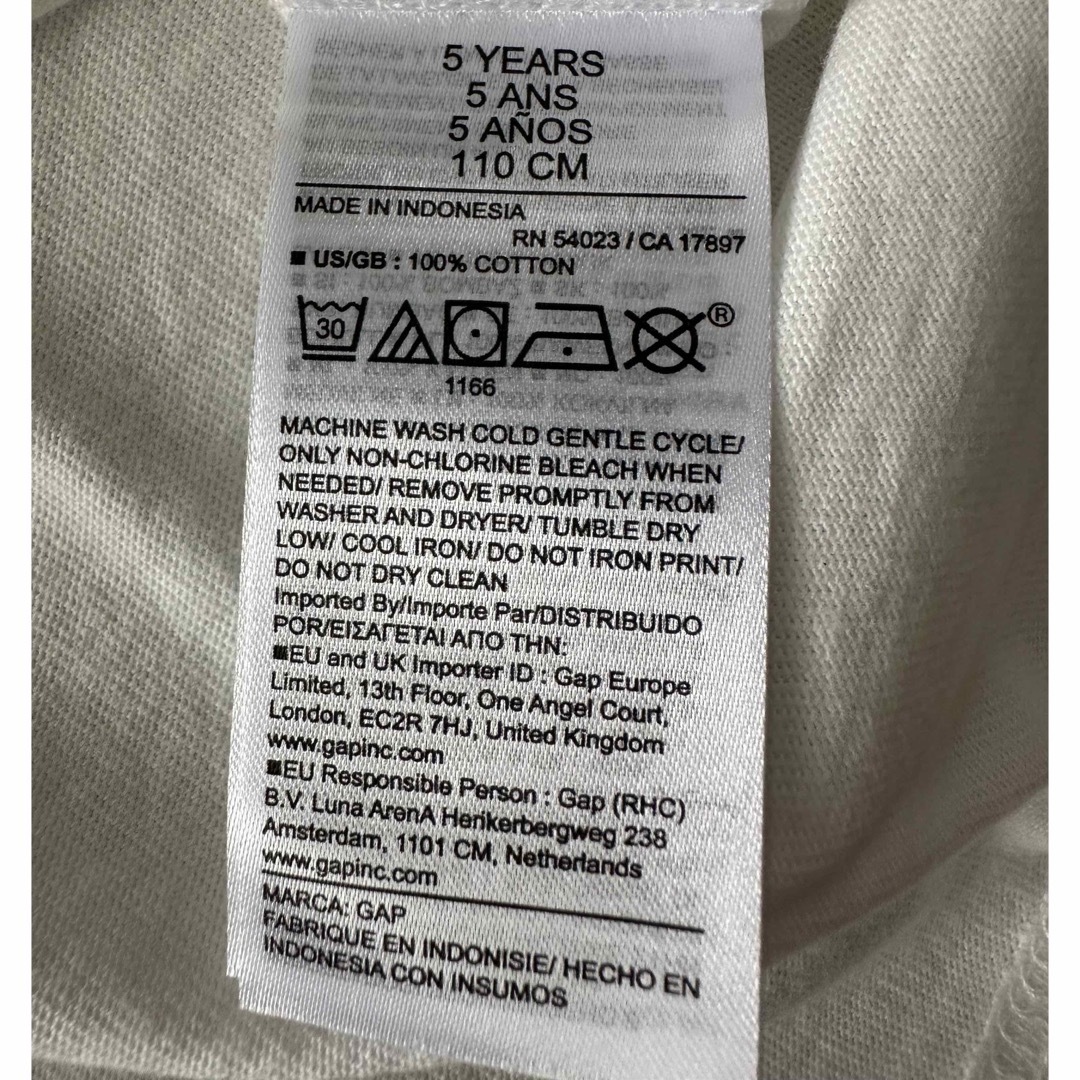 5 YEARS
5 ANS
5 AÑOS
110 CM
MADE IN INDONESIA
RN 54023 / CA 17897
■ US/GB : 100% COTTON
30
®
1166
MACHINE WASH COLD GENTLE CYCLE/
ONLY NON-CHLORINE BLEACH WHEN
NEEDED/ REMOVE PROMPTLY FROM
WASHER AND DRYER/ TUMBLE DRY
LOW/ COOL IRON/ DO NOT IRON PRINT/
DO NOT DRY CLEAN
Imported By/Importe Par/DISTRIBUIDO
POR/ΕΙΣΑΓΕΤΑΙ ΑΠΟ ΤΗΝ:
■EU and UK Importer ID : Gap Europe
Limited, 13th Floor, One Angel Court,
London, EC2R 7HJ, United Kingdom
www.gapinc.com
■EU Responsible Person : Gap (RHC)
B.V. Luna ArenA Herikerbergweg 238
Amsterdam, 1101 CM, Netherlands
www.gapinc.com
MARCA: GAP
FABRIQUE EN INDONISIE/ HECHO EN
INDONESIA CON INSUMOS